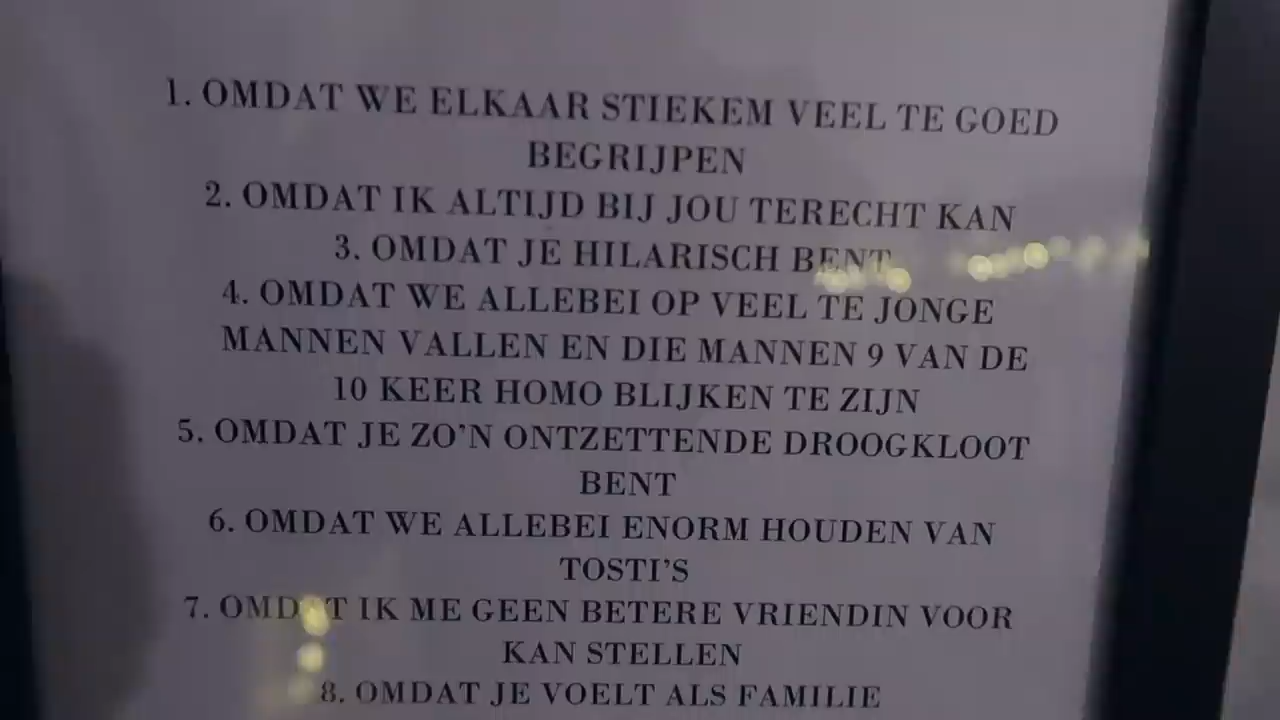 1. OMDAT WE ELKAAR STIEKEM VEEL TE GOED
BEGRIJPEN
2. OMDAT IK ALTIJD BIJ JOU TERECHT KAN
3. OMDAT JE HILARISCH BENT
4. OMDAT WE ALLEBEI OP VEEL TE JONGE
MANNEN VALLEN EN DIE MANNEN 9 VAN DE
10 KEER HOMO BLIJKEN TE ZIJN
5. OMDAT JE ZO'N ONTZETTENDE DROOGKLOOT
BENT
6. OMDAT WE ALLEBEI ENORM HOUDEN VAN
TOSTI'S
7. OMDAT IK ME GEEN BETERE VRIENDIN VOOR
KAN STELLEN
8. OMDAT JE VOELT ALS FAMILIE